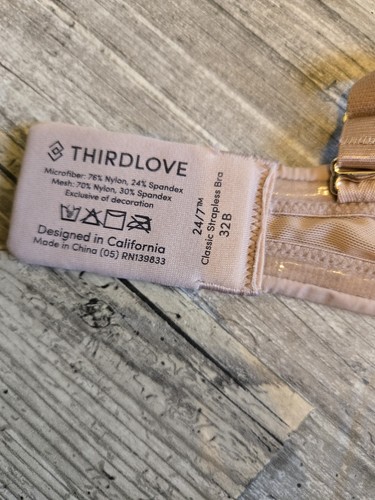 THIRDLOVE
Microfiber: 76% Nylon, 24% Spandex
Mesh: 70% Nylon, 30% Spandex
Exclusive of decoration
Designed in California
Made in China (05) RN139833
24/7™
Classic Strapless Bra
32B